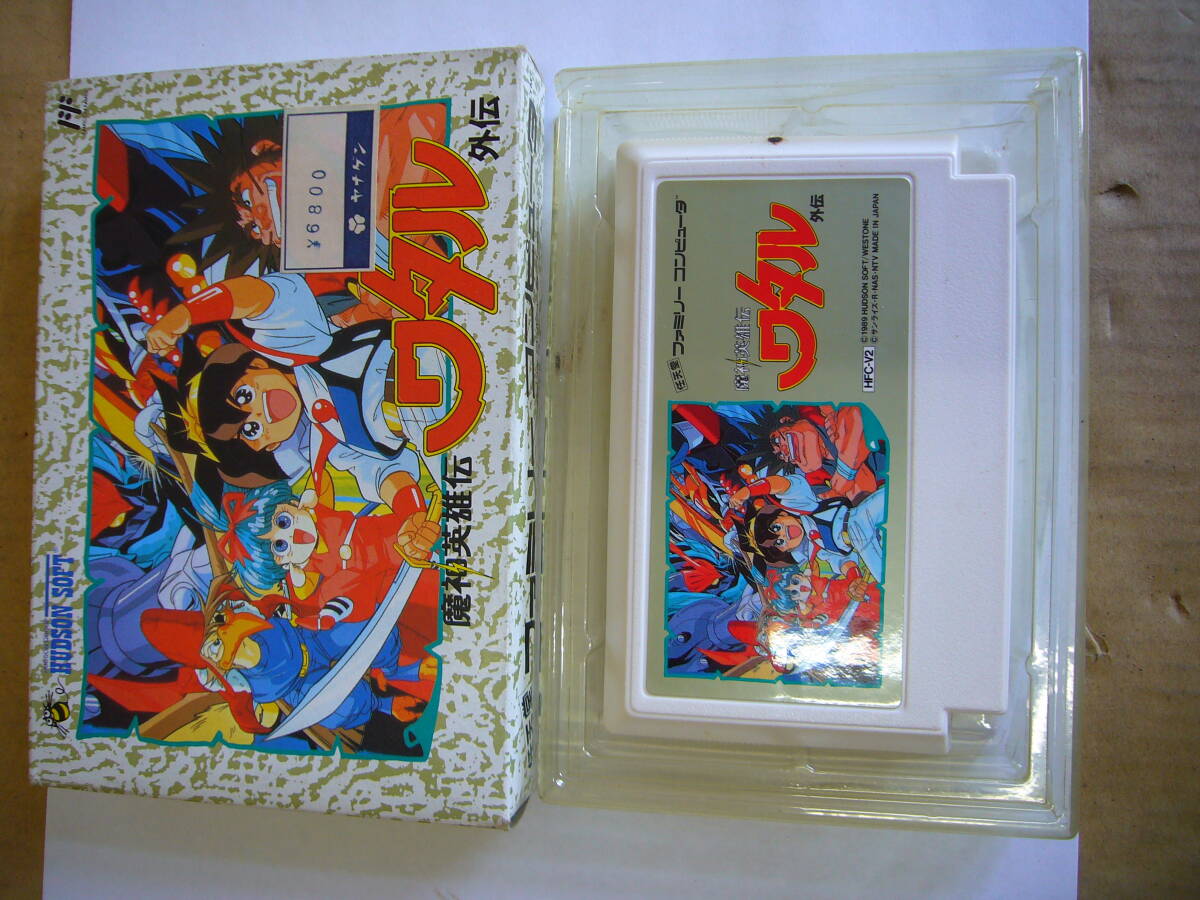 FF
HUDSON SOFT
ヤナゲン
¥6800
魔神英雄伝
ワタル
外伝
任天堂
ファミリー コンピュータ
魔神英雄伝
ワタル
外伝
© 1989 HUDSON SOFT/WESTONE
© サンライズ・R・NAS・NTV MADE IN JAPAN
HFC-V2